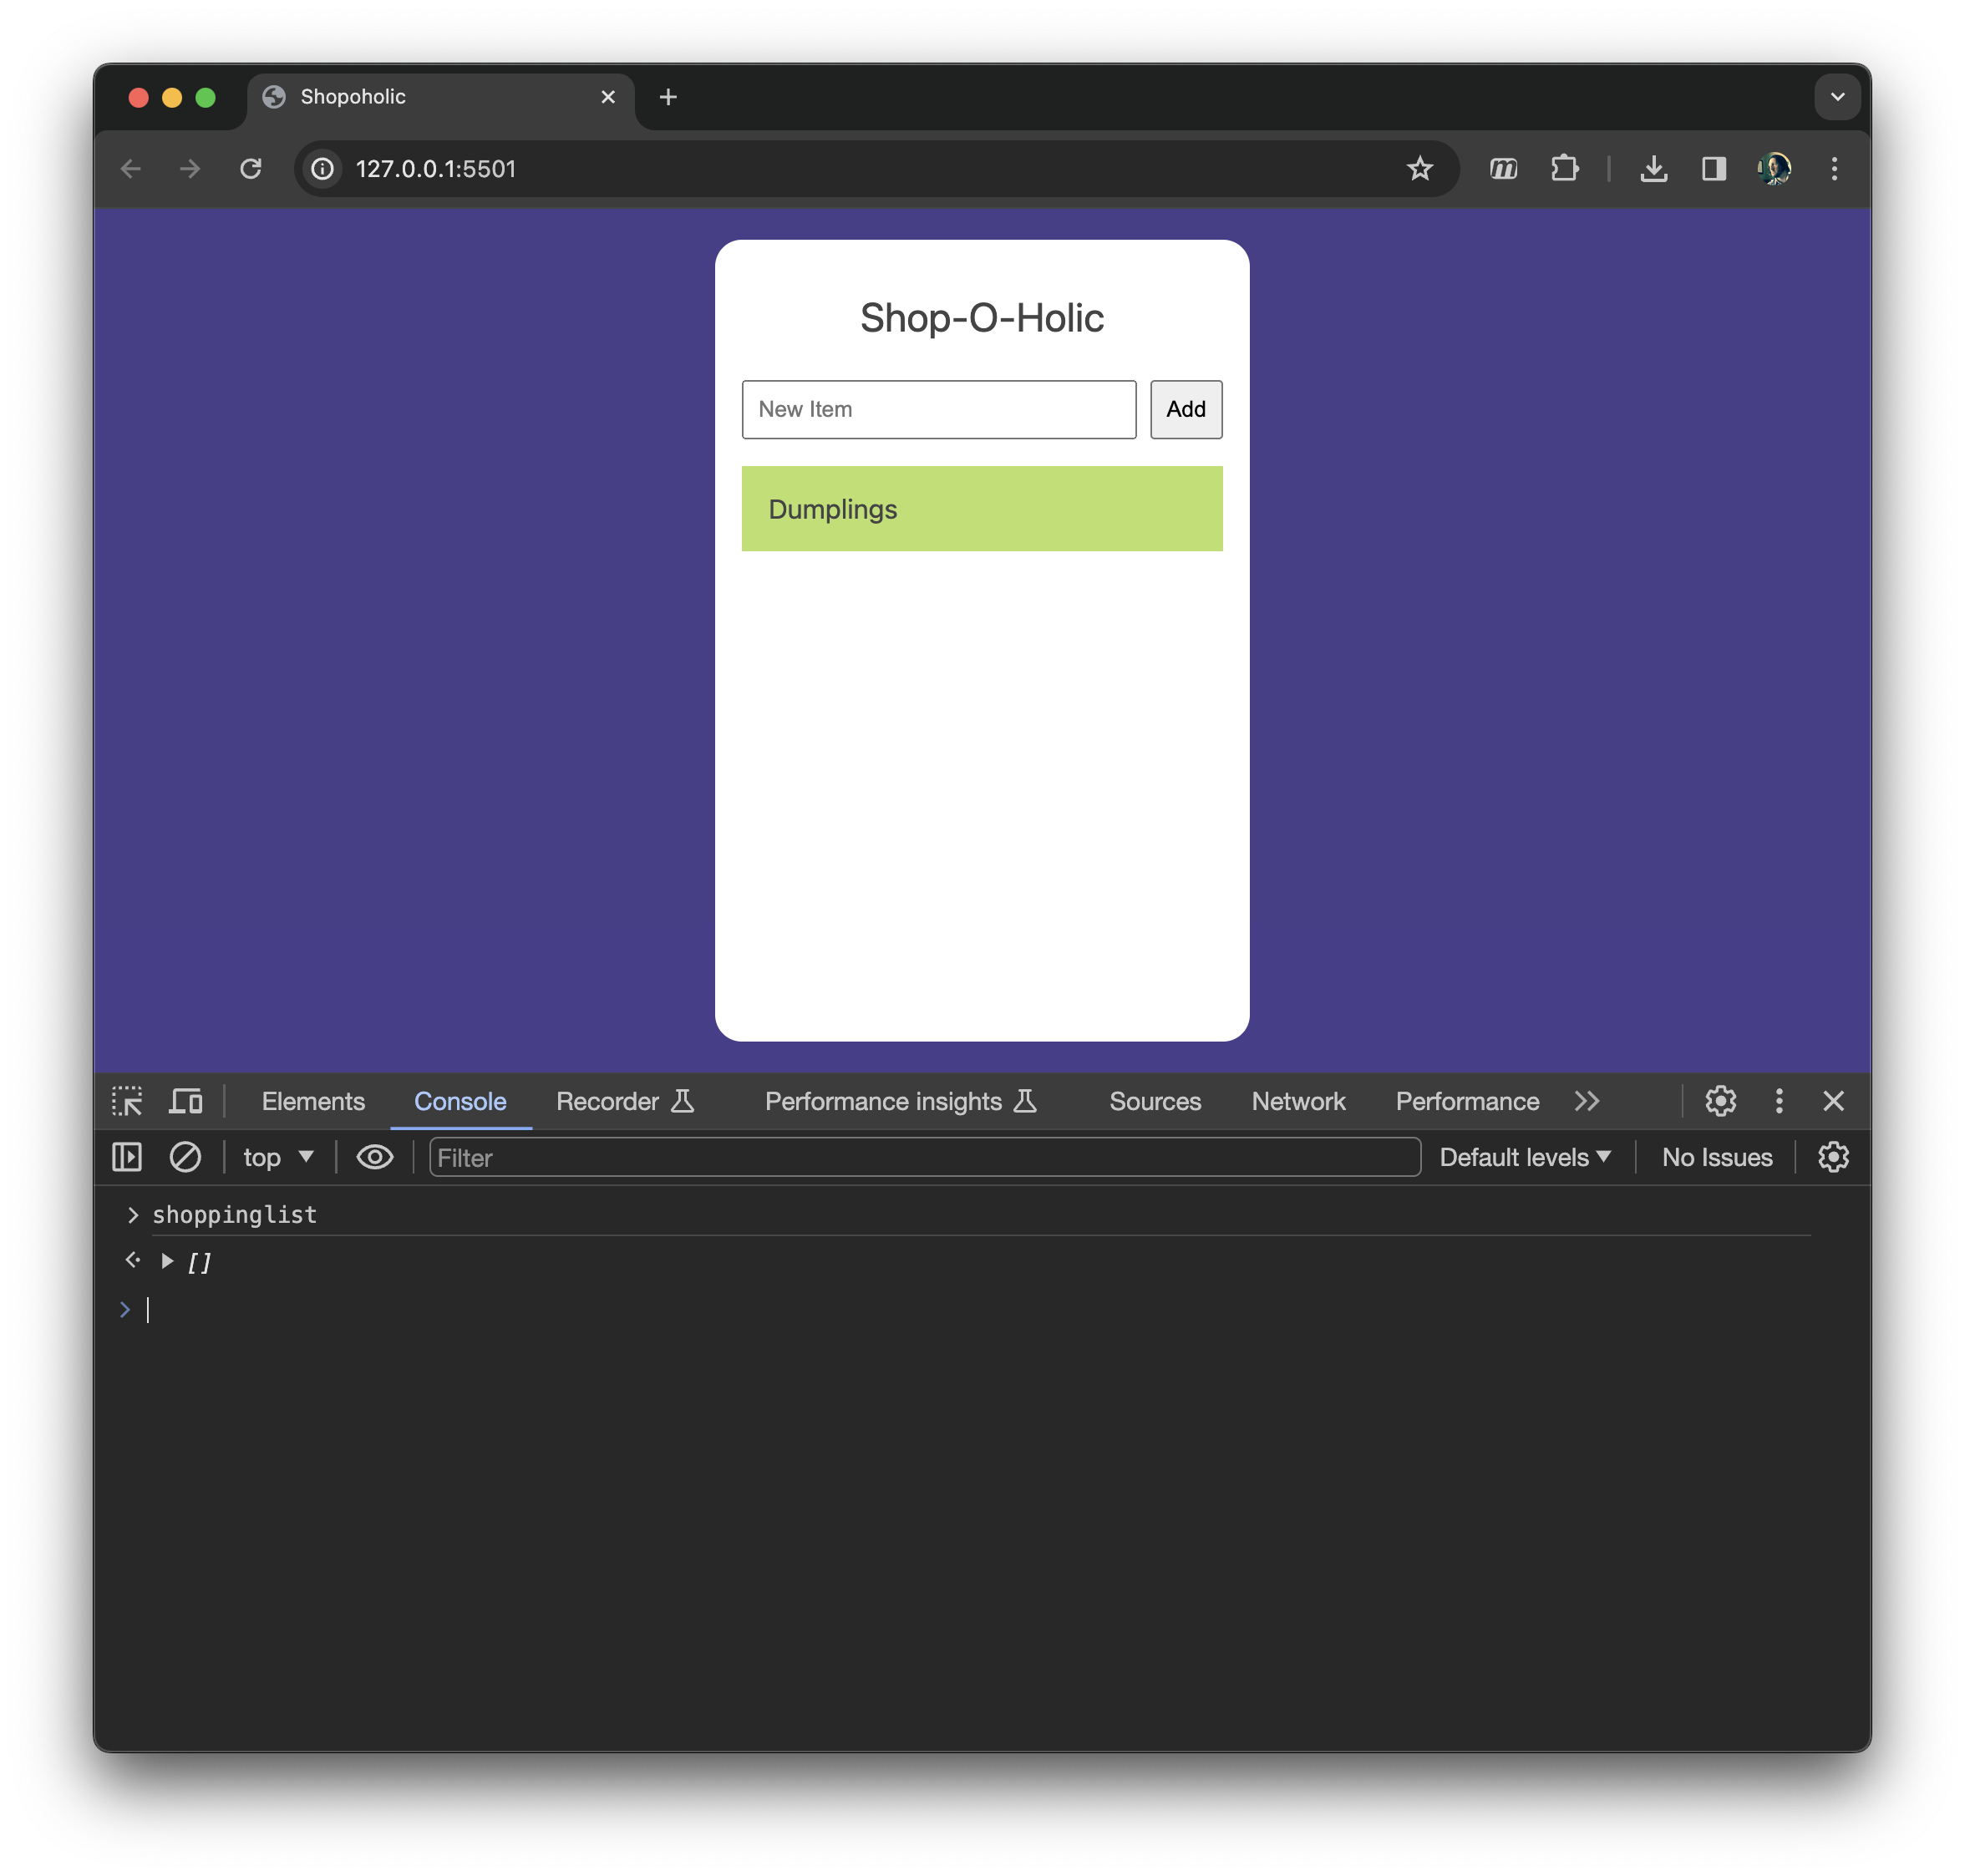 Shopoholic
127.0.0.1:5501
Shop-O-Holic
New Item Add
Dumplings
Elements Console Recorder Performance insights Sources Network Performance
top Filter Default levels No Issues
shoppinglist
[]